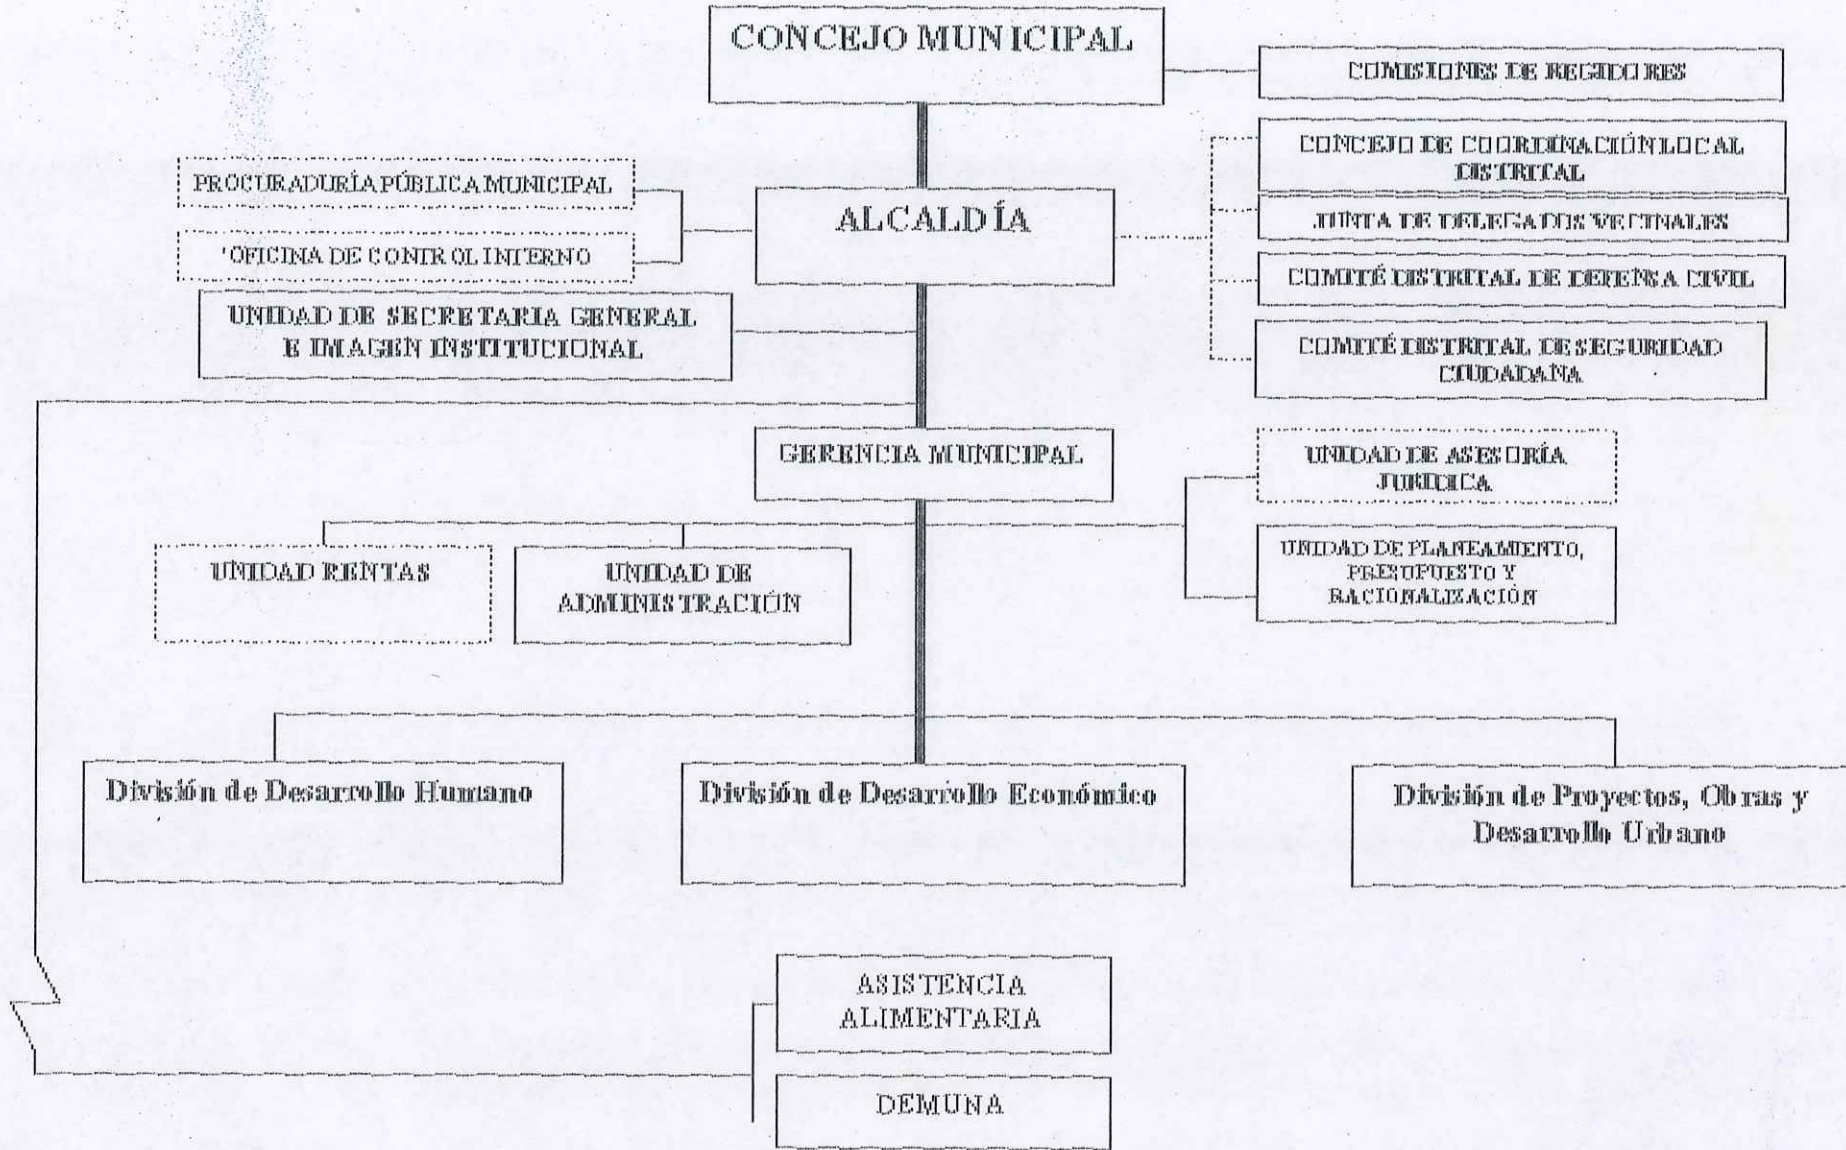 CONCEJO MUNICIPAL
COMISIONES DE REGIDORES
CONCEJO DE COORDINACIÓN LOCAL
DISTRITAL
PROCURADURÍA PÚBLICA MUNICIPAL
ALCALDÍA
JUNTA DE DELEGADOS VECINALES
'OFICINA DE CONTROL INTERNO
COMITÉ DISTRITAL DE DEFENSA CIVIL
UNIDAD DE SECRETARIA GENERAL
E IMAGEN INSTITUCIONAL
COMITÉ DISTRITAL DE SEGURIDAD
CIUDADANA
GERENCIA MUNICIPAL
UNIDAD DE ASESORÍA
JURIDICA
UNIDAD RENTAS
UNIDAD DE
ADMINISTRACIÓN
UNIDAD DE PLANEAMIENTO,
PRESUPUESTO Y
RACIONALIZACIÓN
División de Desarrollo Humano
División de Desarrollo Económico
División de Proyectos, Obras y
Desarrollo Urbano
ASISTENCIA
ALIMENTARIA
DEMUNA